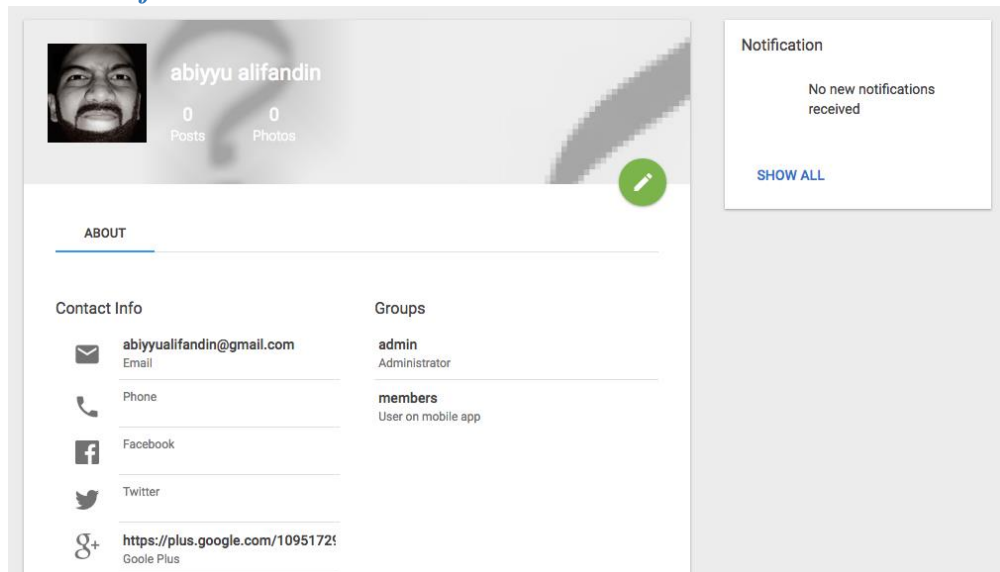 abiyyu alifandin
0 0
Posts Photos
ABOUT
Contact Info
abiyyualifandin@gmail.com
Email
Phone
Facebook
Twitter
https://plus.google.com/1095172
Goole Plus
Groups
admin
Administrator
members
User on mobile app
Notification
No new notifications
received
SHOW ALL